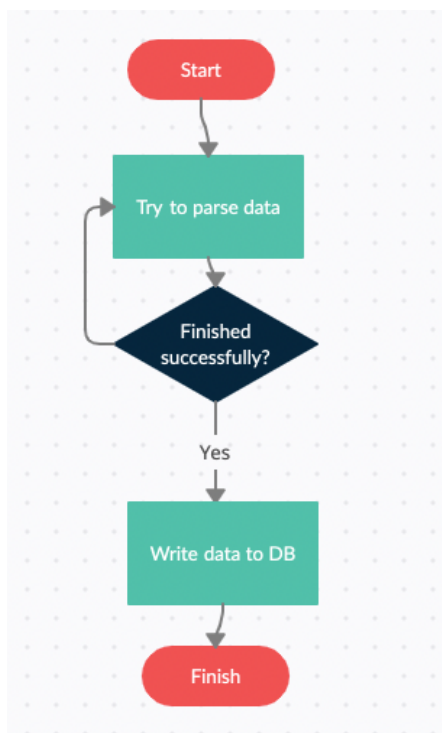 Start
Try to parse data
Finished
successfully?
Yes
Write data to DB
Finish